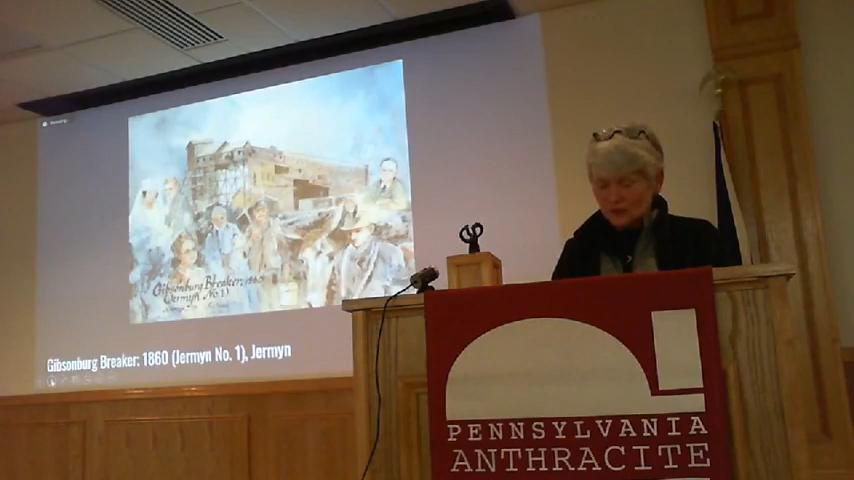 Gibsonburg Breaker: 1860
Jermyn No. 1)
Gibsonburg Breaker: 1860 (Jermyn No. 1), Jermyn
PENNSYLVANIA
ANTHRACITE